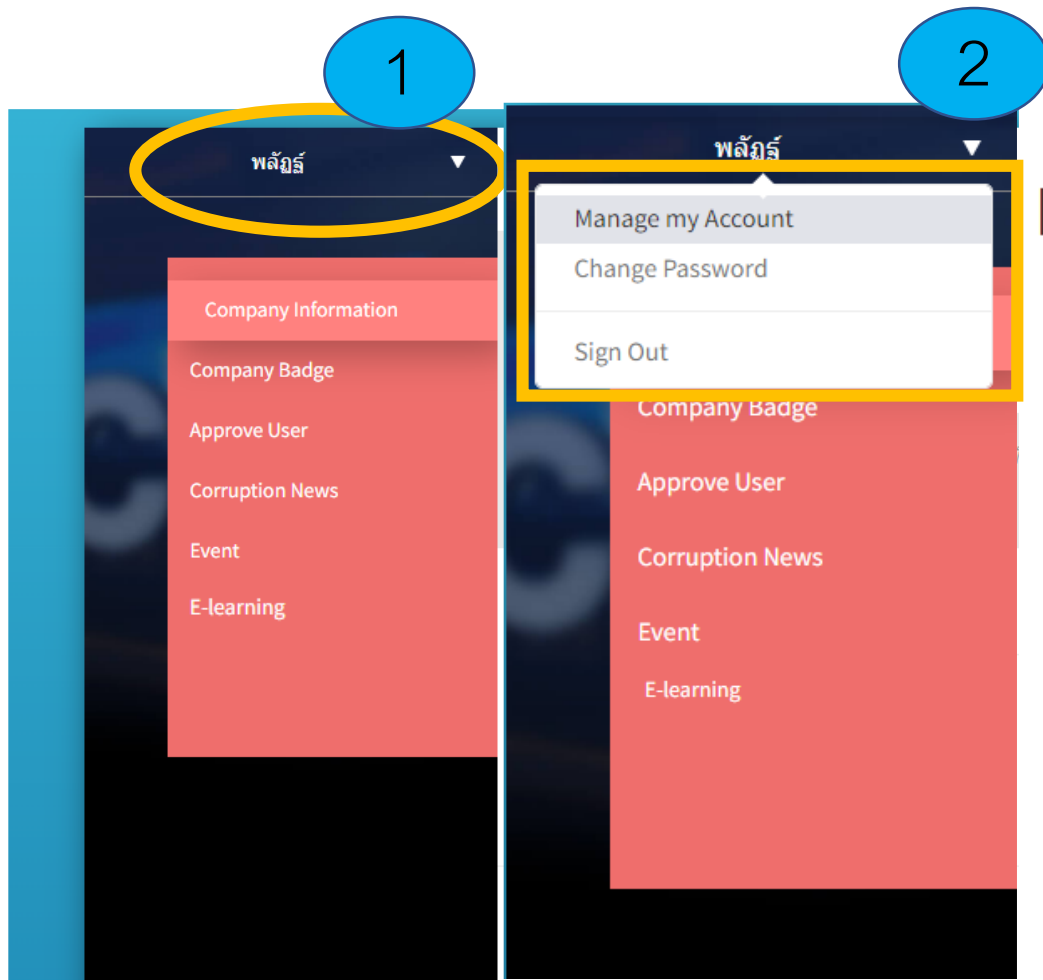 1
พลัฏฐ์ ▼
Company Information
Company Badge
Approve User
Corruption News
Event
E-learning
2
พลัฏฐ์ ▼
Manage my Account
Change Password
Sign Out
Company Badge
Approve User
Corruption News
Event
E-learning